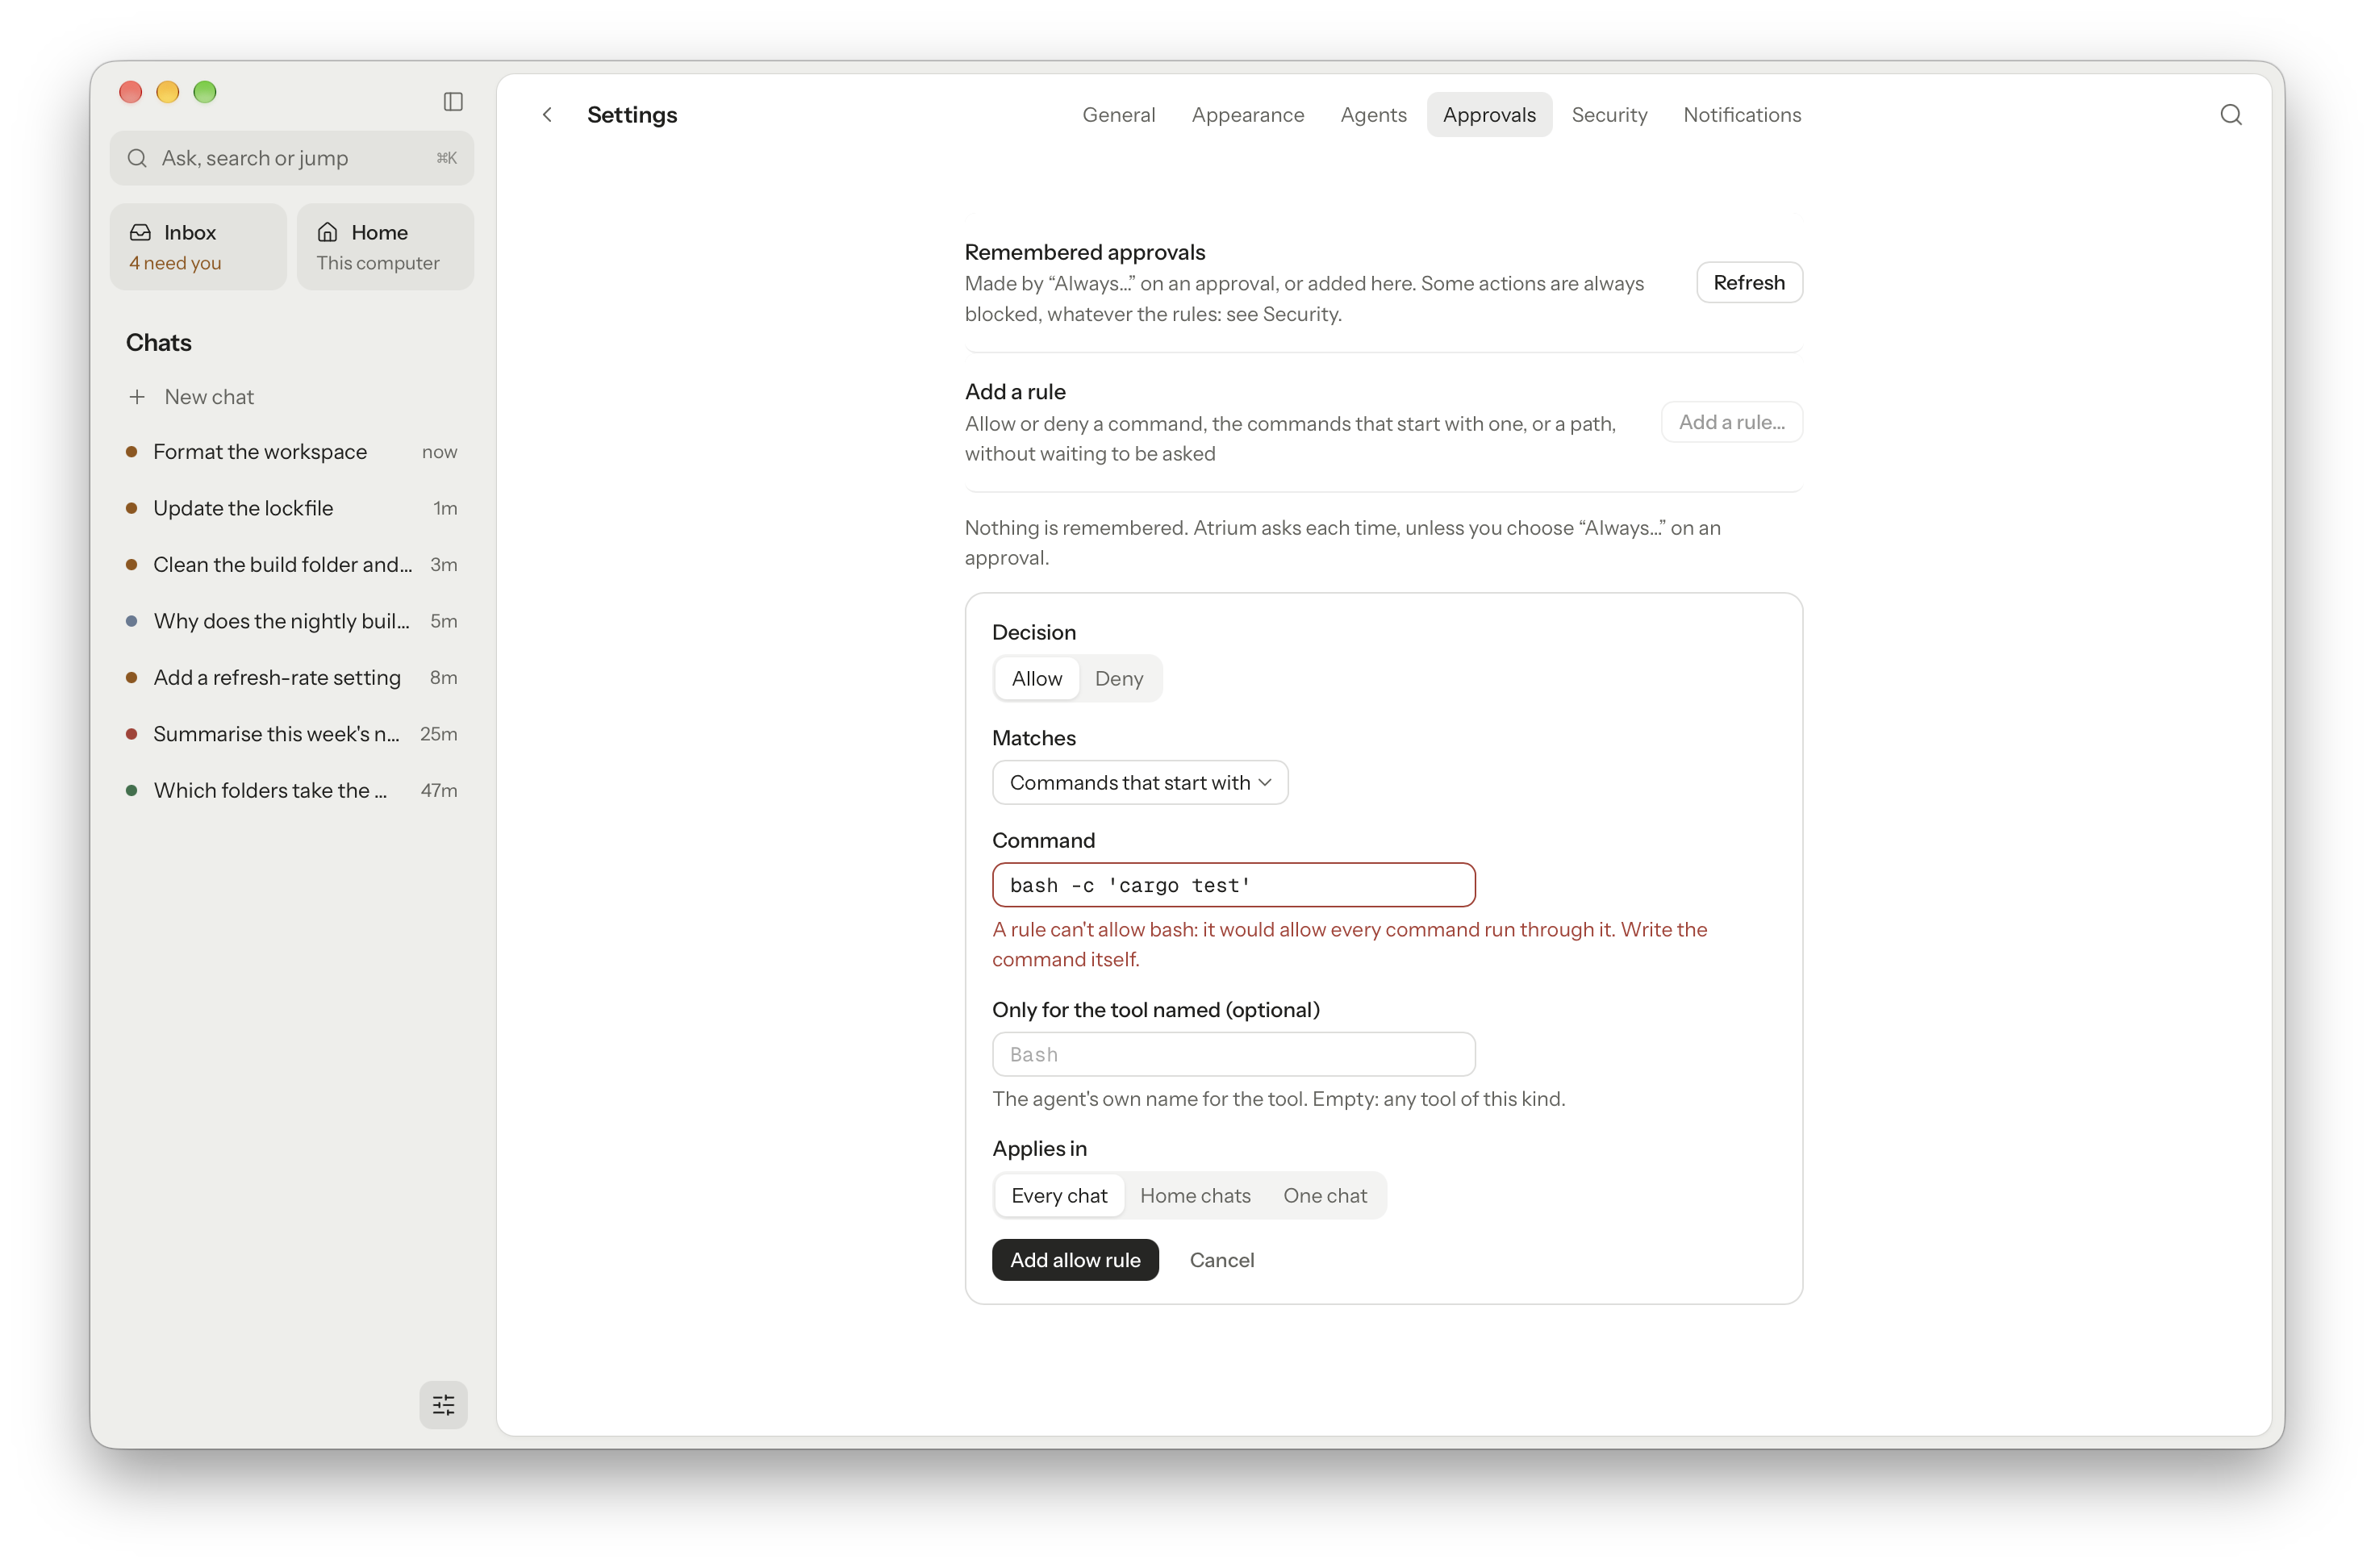 Ask, search or jump ⌘K
Inbox
4 need you
Home
This computer
Chats
New chat
Format the workspace now
Update the lockfile 1m
Clean the build folder and... 3m
Why does the nightly buil... 5m
Add a refresh-rate setting 8m
Summarise this week's n... 25m
Which folders take the ... 47m
Settings
General Appearance Agents Approvals Security Notifications
Remembered approvals
Made by “Always...” on an approval, or added here. Some actions are always
blocked, whatever the rules: see Security.
Refresh
Add a rule
Allow or deny a command, the commands that start with one, or a path,
without waiting to be asked
Add a rule...
Nothing is remembered. Atrium asks each time, unless you choose “Always...” on an
approval.
Decision
Allow Deny
Matches
Commands that start with
Command
bash -c 'cargo test'
A rule can't allow bash: it would allow every command run through it. Write the
command itself.
Only for the tool named (optional)
Bash
The agent's own name for the tool. Empty: any tool of this kind.
Applies in
Every chat Home chats One chat
Add allow rule Cancel